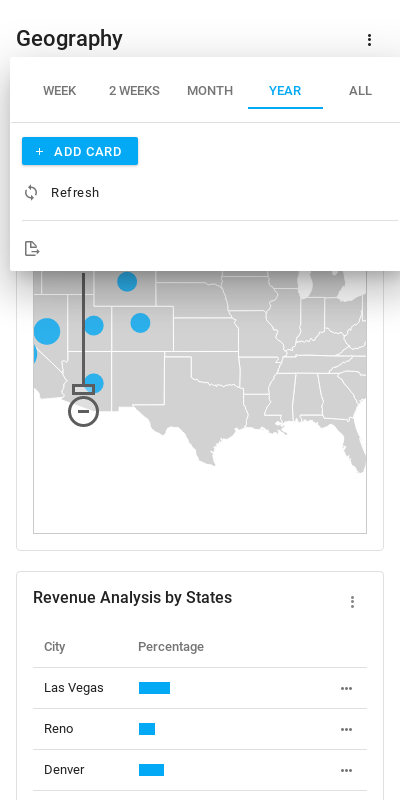 Geography
WEEK 2 WEEKS MONTH YEAR ALL
ADD CARD
Refresh
Revenue Analysis by States
City Percentage
Las Vegas
Reno
Denver